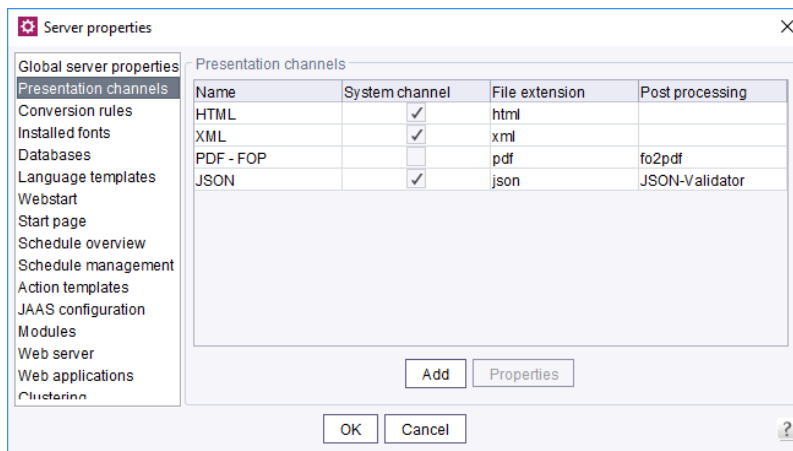 Server properties
Global server properties
Presentation channels
Conversion rules
Installed fonts
Databases
Language templates
Webstart
Start page
Schedule overview
Schedule management
Action templates
JAAS configuration
Modules
Web server
Web applications
Clustering
Presentation channels
Name System channel File extension Post processing
HTML html
XML xml
PDF - FOP pdf fo2pdf
JSON json JSON-Validator
Add Properties
OK Cancel
?